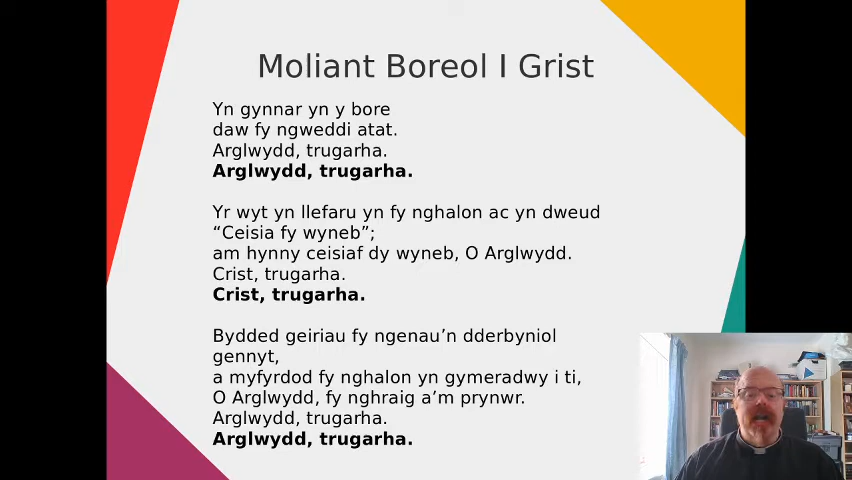 Moliant Boreol I Grist
Yn gynnar yn y bore
daw fy ngweddi atat.
Arglwydd, trugarha.
Arglwydd, trugarha.
Yr wyt yn llefaru yn fy nghalon ac yn dweud
“Ceisia fy wyneb”;
am hynny ceisiaf dy wyneb, O Arglwydd.
Crist, trugarha.
Crist, trugarha.
Bydded geiriau fy ngenau’n dderbyniol
gennyt,
a myfyrdod fy nghalon yn gymeradwy i ti,
O Arglwydd, fy nghraig a’m prynwr.
Arglwydd, trugarha.
Arglwydd, trugarha.